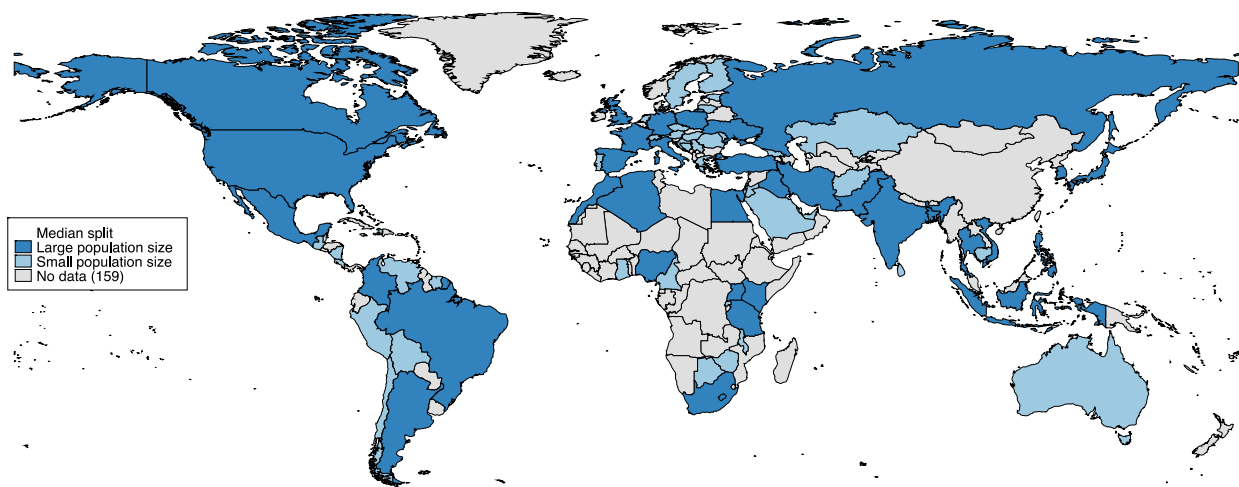 Median split
Large population size
Small population size
No data (159)